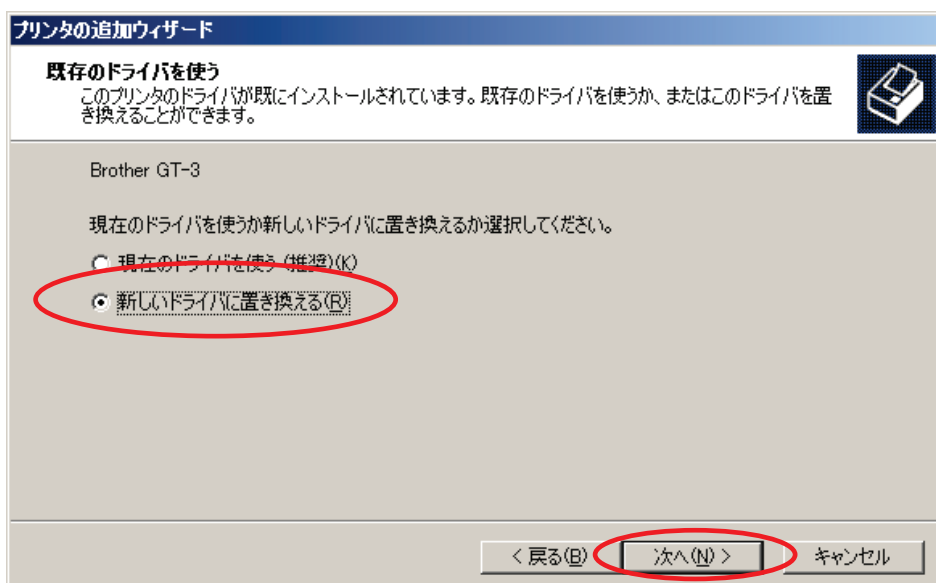 プリンタの追加ウィザード
既存のドライバを使う
このプリンタのドライバが既にインストールされています。既存のドライバを使うか、またはこのドライバを置
き換えることができます。
Brother GT-3
現在のドライバを使うか新しいドライバに置き換えるか選択してください。
現在のドライバを使う (推奨)(K)
新しいドライバに置き換える(R)
< 戻る(B)
次へ(N) >
キャンセル